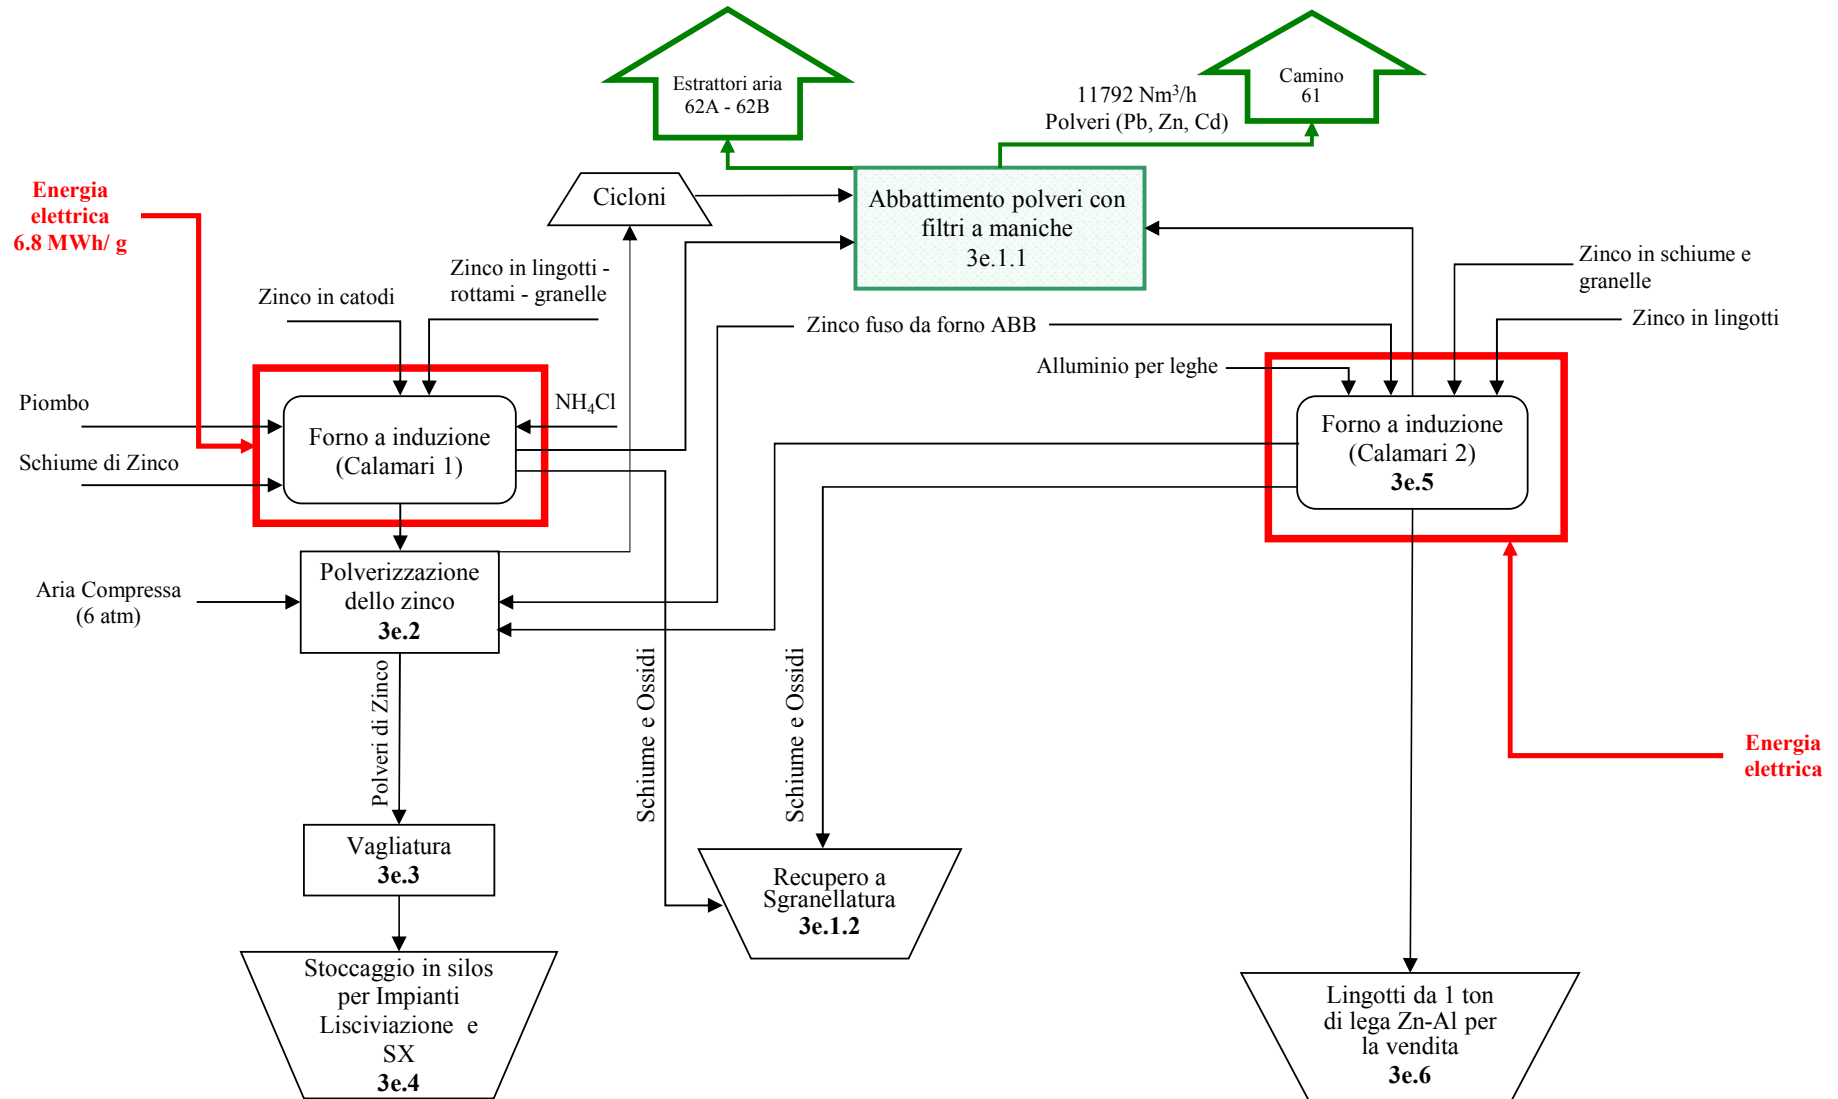 Estrattori aria
62A - 62B
Camino
61
11792 Nm³/h
Polveri (Pb, Zn, Cd)
Energia
elettrica
6.8 MWh/ g
Cicloni
Abbattimento polveri con
filtri a maniche
3e.1.1
Zinco in catodi
Zinco in lingotti -
rottami - granelle
Zinco in schiume e
granelle
Zinco fuso da forno ABB
Zinco in lingotti
Alluminio per leghe
Piombo
NH₄Cl
Schiume di Zinco
Forno a induzione
(Calamari 1)
Forno a induzione
(Calamari 2)
3e.5
Aria Compressa
(6 atm)
Polverizzazione
dello zinco
3e.2
Polveri di Zinco
Schiume e Ossidi
Schiume e Ossidi
Energia
elettrica
Vagliatura
3e.3
Recupero a
Sgranellatura
3e.1.2
Stoccaggio in silos
per Impianti
Lisciviazione e
SX
3e.4
Lingotti da 1 ton
di lega Zn-Al per
la vendita
3e.6